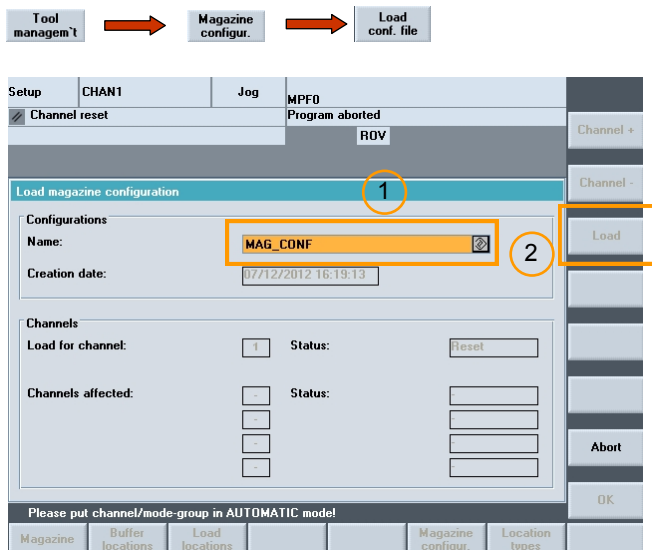 Tool managem`t
Magazine configur.
Load conf. file
Setup CHAN1 Jog MPF0
Channel reset Program aborted
ROV
Channel +
Channel -
Load magazine configuration
1
Configurations
Name: MAG_CONF
2
Load
Creation date: 07/12/2012 16:19:13
Channels
Load for channel: 1 Status: Reset
Channels affected: - Status: -
- -
- -
- -
Abort
OK
Please put channel/mode-group in AUTOMATIC mode!
Magazine
Buffer locations
Load locations
Magazine configur.
Location types